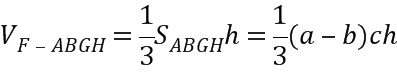 V_{F-ABGH} = \frac{1}{3} S_{ABGH} h = \frac{1}{3} (a - b) ch